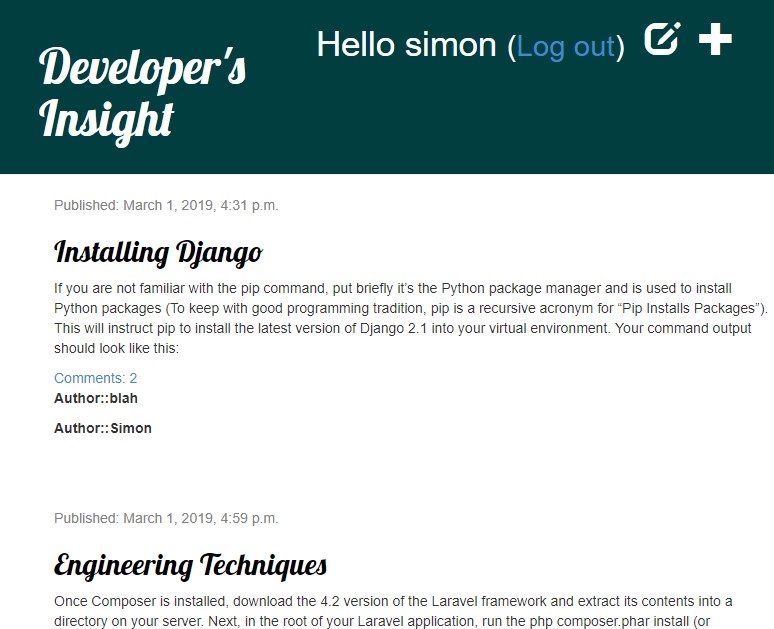 Developer's
Insight
Hello simon (Log out)
Published: March 1, 2019, 4:31 p.m.
Installing Django
If you are not familiar with the pip command, put briefly it’s the Python package manager and is used to install
Python packages (To keep with good programming tradition, pip is a recursive acronym for “Pip Installs Packages”).
This will instruct pip to install the latest version of Django 2.1 into your virtual environment. Your command output
should look like this:
Comments: 2
Author::blah
Author::Simon
Published: March 1, 2019, 4:59 p.m.
Engineering Techniques
Once Composer is installed, download the 4.2 version of the Laravel framework and extract its contents into a
directory on your server. Next, in the root of your Laravel application, run the php composer.phar install (or